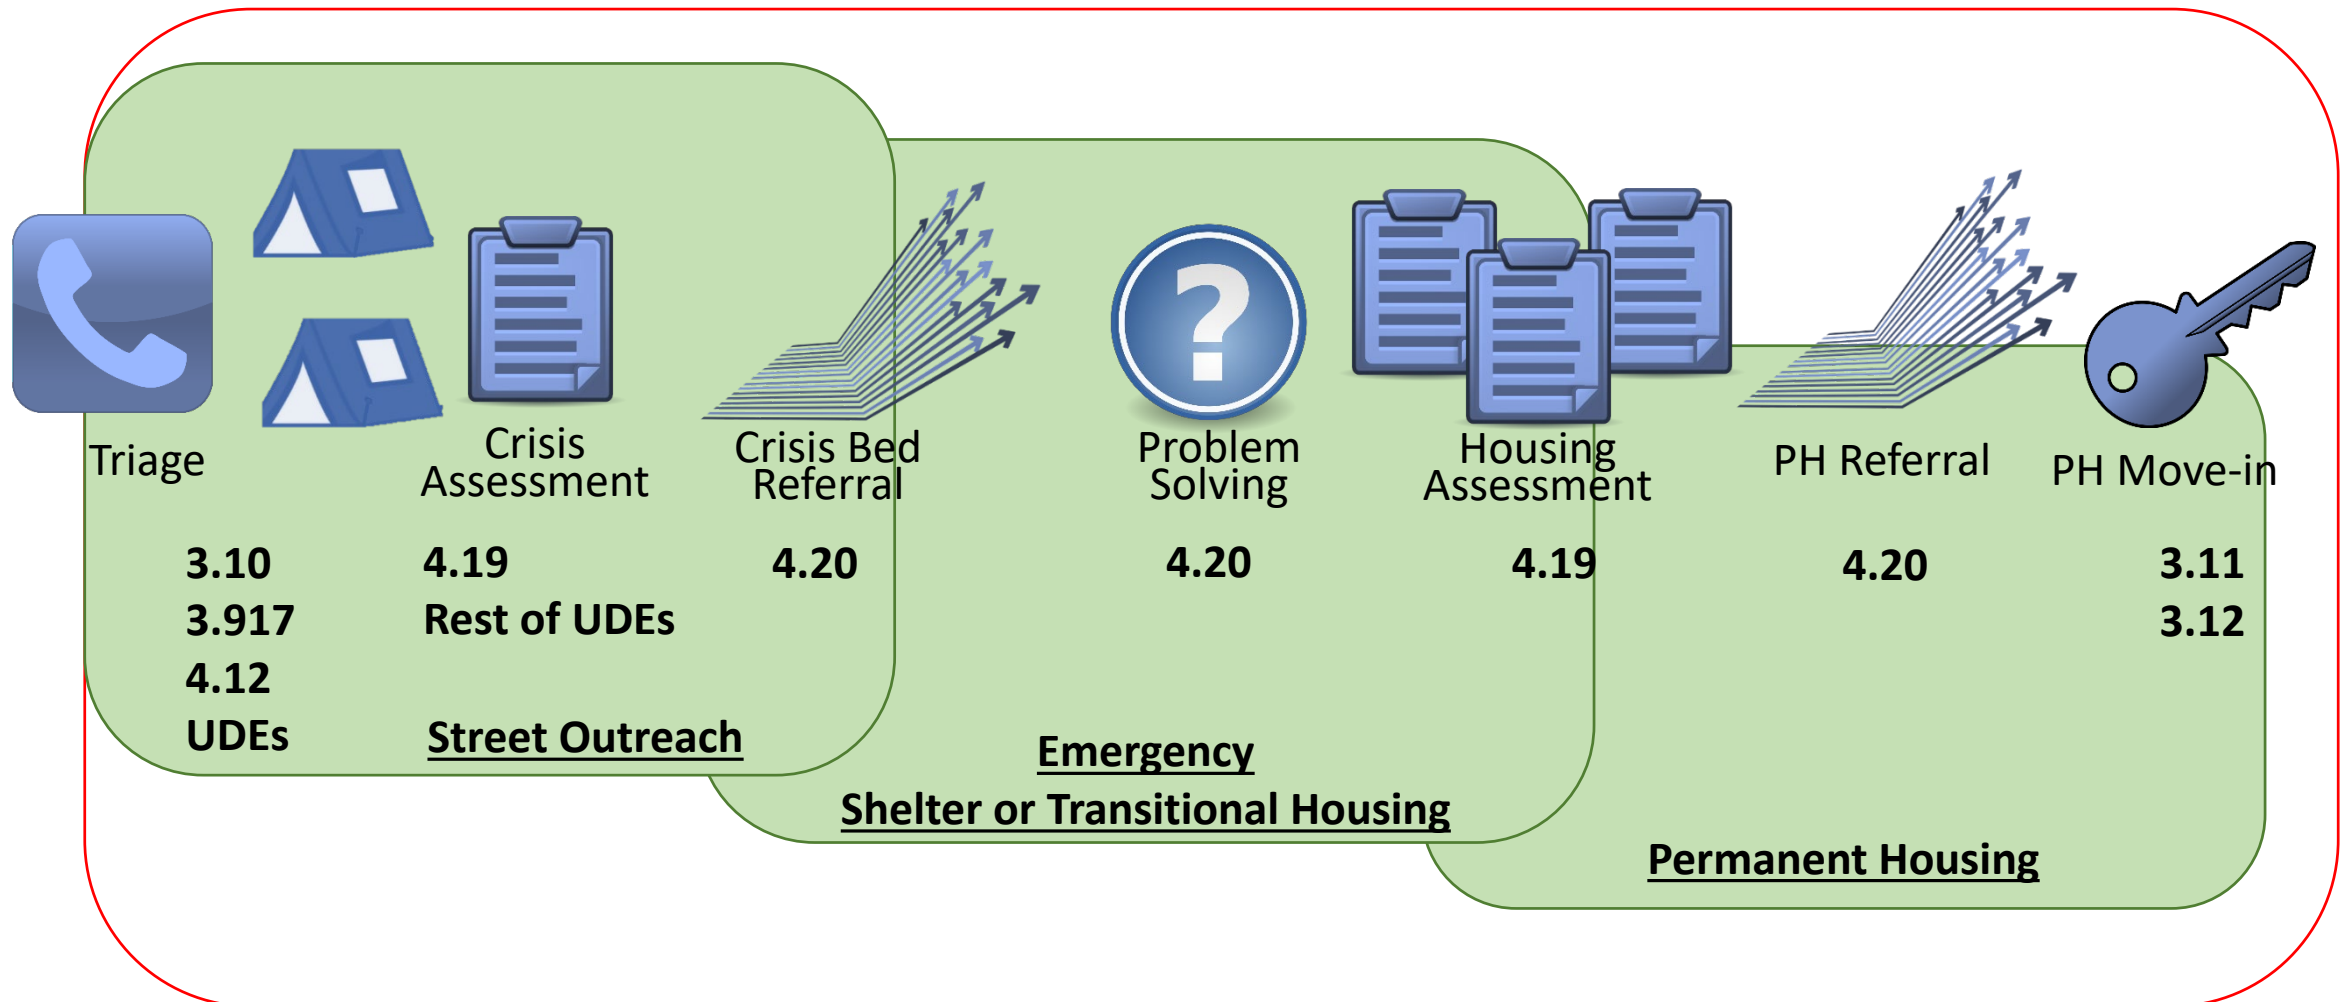 Triage
Crisis
Assessment
Crisis Bed
Referral
Problem
Solving
Housing
Assessment
PH Referral
PH Move-in
3.10
3.917
4.12
UDEs
4.19
Rest of UDEs
4.20
4.20
4.19
4.20
3.11
3.12
Street Outreach
Emergency
Shelter or Transitional Housing
Permanent Housing
?